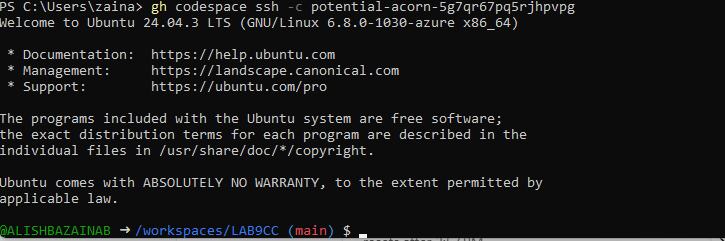 PS C:\Users\zaina> gh codespace ssh -c potential-acorn-5g7qr67pq5rjhpvpg
Welcome to Ubuntu 24.04.3 LTS (GNU/Linux 6.8.0-1030-azure x86_64)
* Documentation: https://help.ubuntu.com
* Management: https://landscape.canonical.com
* Support: https://ubuntu.com/pro
The programs included with the Ubuntu system are free software;
the exact distribution terms for each program are described in the
individual files in /usr/share/doc/*/copyright.
Ubuntu comes with ABSOLUTELY NO WARRANTY, to the extent permitted by
applicable law.
@ALISHBAZAINAB ➜ /workspaces/LAB9CC (main) $